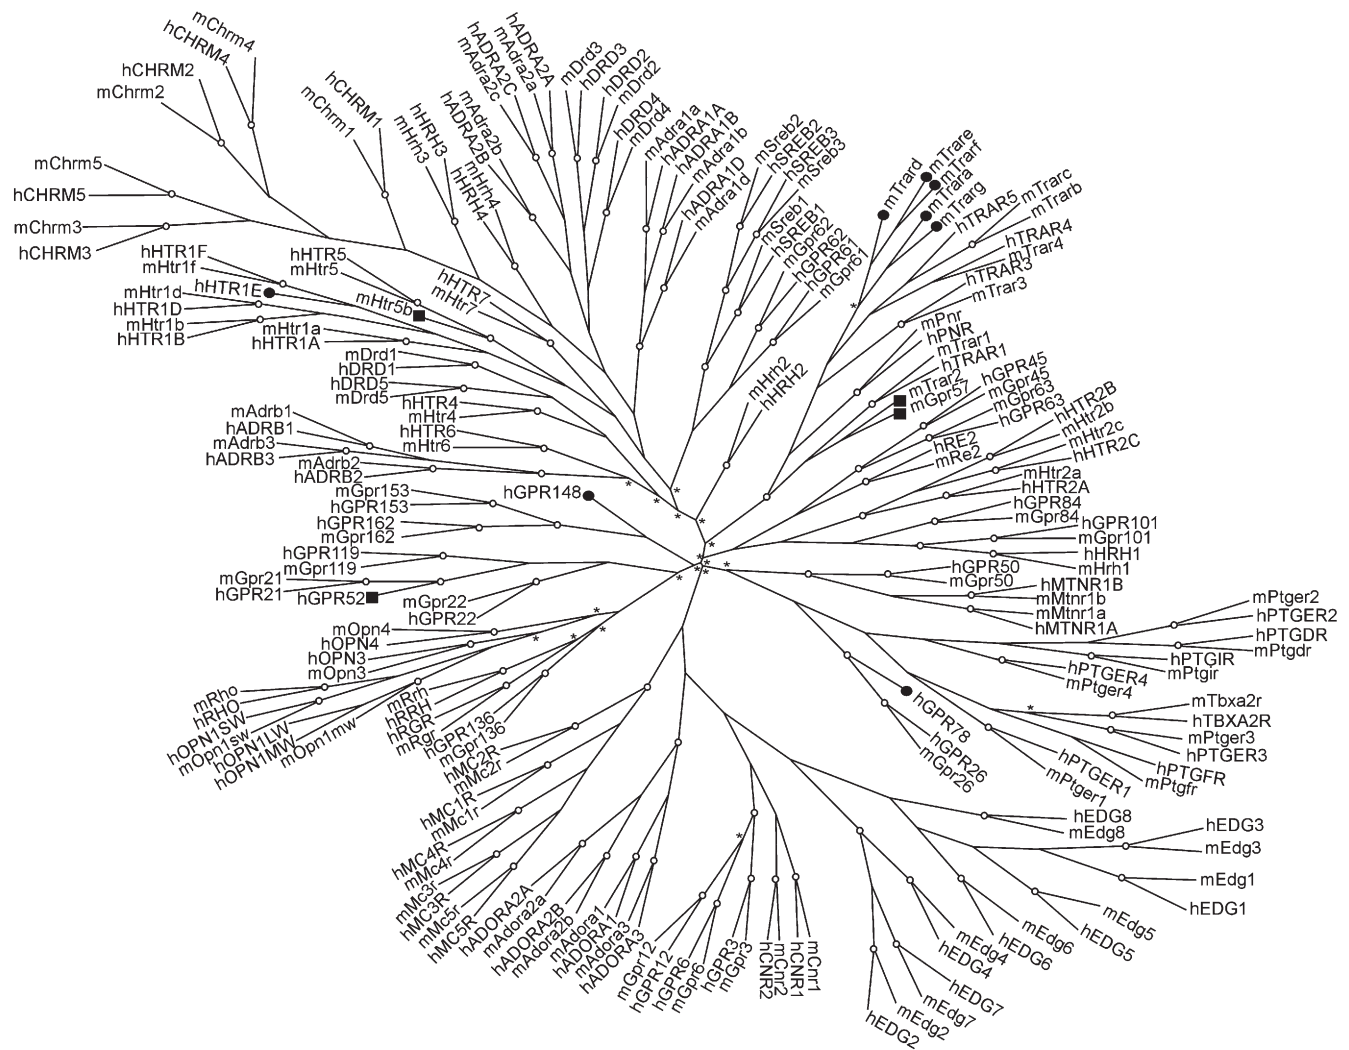 mChrm4
hCHRM4
hCHRM2
mChrm2
mChrm5
hCHRM5
mChrm3
hCHRM3
hCHRM1
mChrm1
hHRH3
mHrh3
mHrh4
hHRH4
mAdra2b
hADRA2B
hADRA2C
mAdra2c
hADRA2A
mAdra2a
mDrd3
hDRD3
hDRD2
mDrd2
hDRD4
mDrd4
mAdra1a
hADRA1A
hADRA1B
mAdra1b
hADRA1D
mAdra1d
mSreb2
hSREB2
hSREB3
mSreb3
mSreb1
hSREB1
mGpr62
hGPR62
hGPR61
mGpr61
mHrh2
hHRH2
mTrard
mTrare
mTrarf
mTrara
mTrarg
hTRAR5
mTrarc
mTrarb
hTRAR4
mTrar4
hTRAR3
mTrar3
mPnr
hPNR
mTrar1
hTRAR1
mTrar2
mGpr57
hGPR45
mGpr45
mGpr63
hGPR63
hRE2
mRe2
hHTR2B
mHtr2b
mHtr2c
hHTR2C
mHtr2a
hHTR2A
hGPR84
mGpr84
hGPR101
mGpr101
hHRH1
mHrh1
hGPR50
mGpr50
hMTNR1B
mMtnr1b
mMtnr1a
hMTNR1A
mPtger2
hPTGER2
hPTGDR
mPtgdr
hPTGIR
mPtgir
hPTGER4
mPtger4
mTbxa2r
hTBXA2R
mPtger3
hPTGER3
hPTGFR
mPtgfr
hPTGER1
mPtger1
hGPR78
hGPR26
mGpr26
hEDG8
mEdg8
hEDG3
mEdg3
mEdg1
hEDG1
mEdg5
hEDG5
mEdg6
hEDG6
mEdg4
hEDG4
hEDG7
mEdg7
mEdg2
hEDG2
mCnr1
hCNR1
mCnr2
hCNR2
mGpr3
hGPR3
mGpr6
hGPR6
hGPR12
mGpr12
hADORA3
mAdora3
hADORA1
mAdora1
mAdora2b
hADORA2B
mAdora2a
hADORA2A
hMC5R
mMc5r
hMC3R
mMc3r
mMc4r
hMC4R
mMc1r
hMC1R
mMc2r
hMC2R
mGpr136
hGPR136
mRgr
hRGR
hRRH
mRrh
mOpn1mw
hOPN1MW
hOPN1LW
mOpn1sw
hOPN1SW
hRHO
mRho
mOpn3
hOPN3
hOPN4
mOpn4
hGPR22
mGpr22
hGPR52
hGPR21
mGpr21
mGpr119
hGPR119
mGpr162
hGPR162
hGPR153
mGpr153
hGPR148
hADRB2
mAdrb2
hADRB3
mAdrb3
hADRB1
mAdrb1
mHtr6
hHTR6
mHtr4
hHTR4
mDrd5
hDRD5
hDRD1
mDrd1
hHTR1A
mHtr1a
hHTR1B
mHtr1b
hHTR1D
mHtr1d
hHTR1E
mHtr1f
hHTR1F
hHTR5
mHtr5
mHtr5b
hHTR7
mHtr7